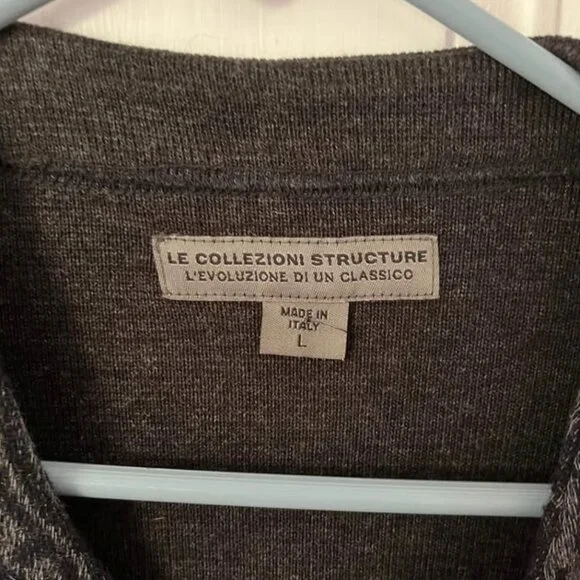 LE COLLEZIONI STRUCTURE
L'EVOLUZIONE DI UN CLASSICO
MADE IN
ITALY
L